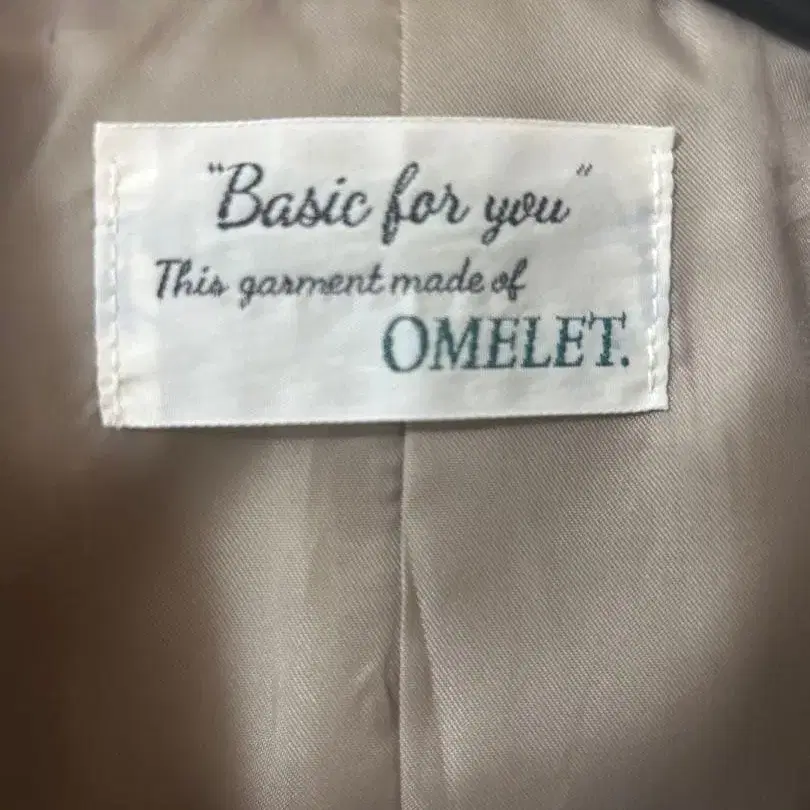 "Basic for you"
This garment made of
OMELET.